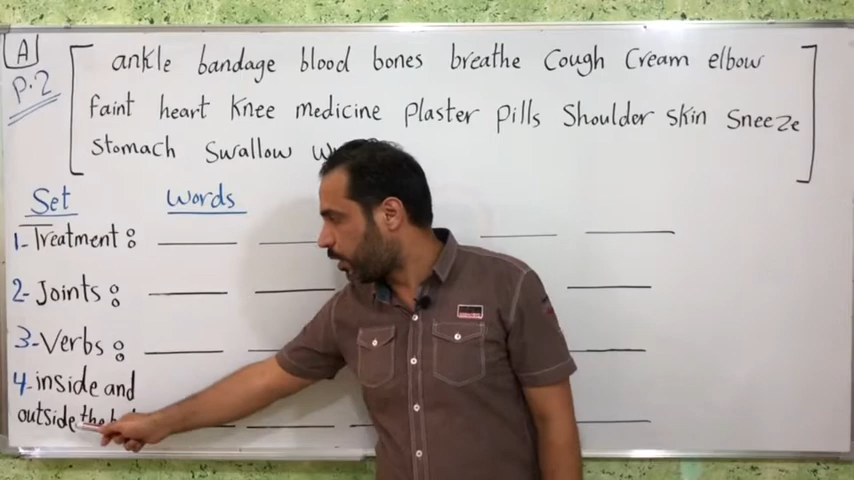 A
P.2
ankle bandage blood bones breathe Cough Cream elbow
faint heart Knee medicine Plaster Pills Shoulder skin Sneeze
Stomach Swallow
Set Words
1- Treatment :
2- Joints :
3- Verbs :
4- inside and
outside the